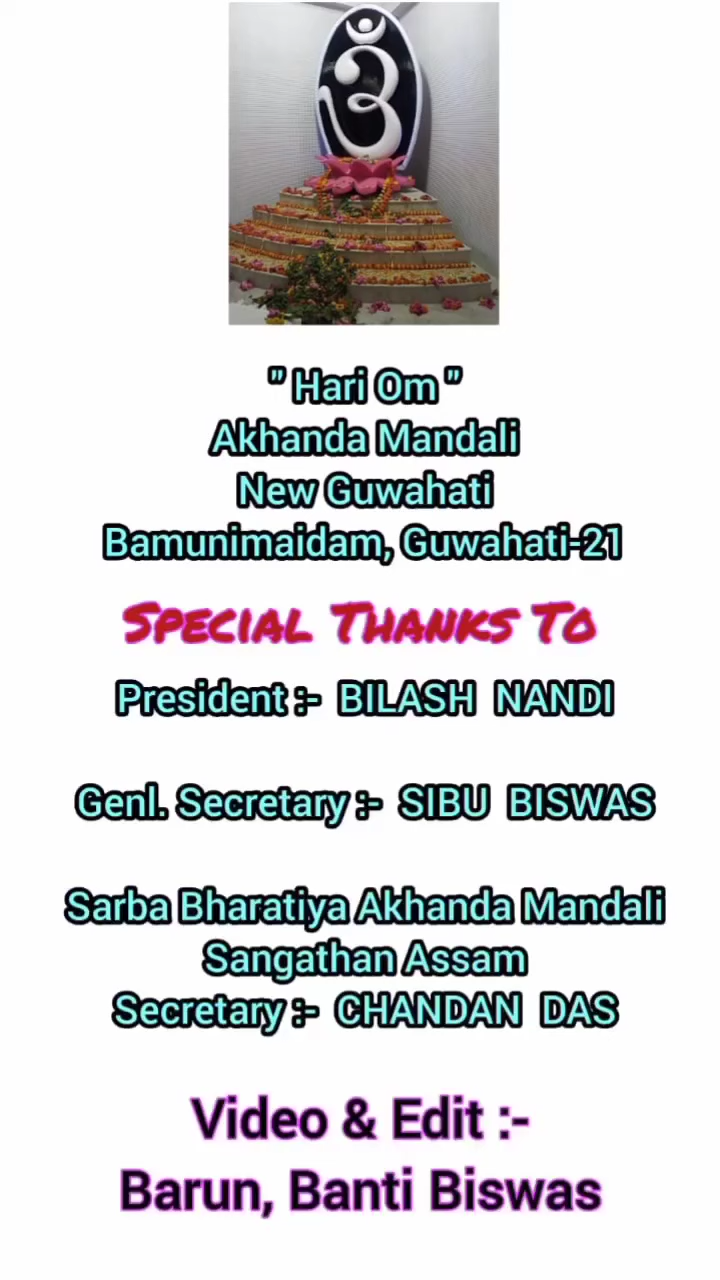 ওঁ
" Hari Om "
Akhanda Mandali
New Guwahati
Bamunimaidam, Guwahati-21
SPECIAL THANKS TO
President :- BILASH NANDI
Genl. Secretary :- SIBU BISWAS
Sarba Bharatiya Akhanda Mandali
Sangathan Assam
Secretary :- CHANDAN DAS
Video & Edit :-
Barun, Banti Biswas